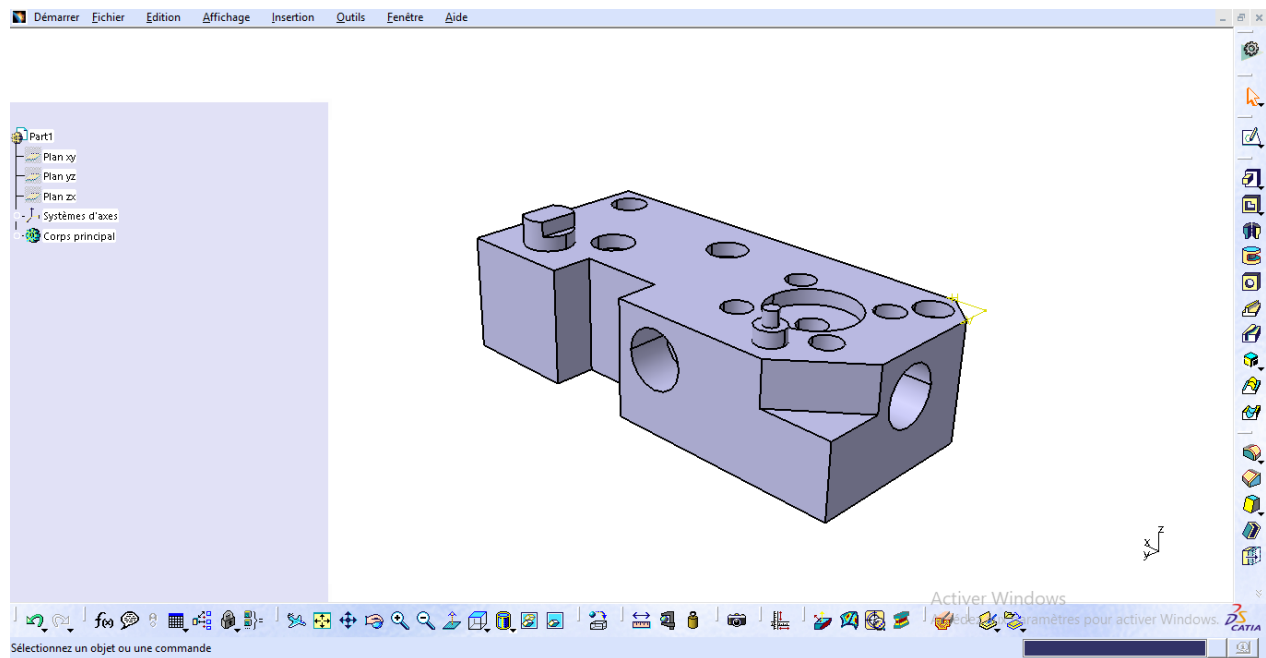 Démarrer Fichier Edition Affichage Insertion Outils Fenêtre Aide
Part1
Plan xy
Plan yz
Plan zx
Systèmes d'axes
Corps principal
z
x
y
Activer Windows
paramètres pour activer Windows.
CATIA
Sélectionnez un objet ou une commande